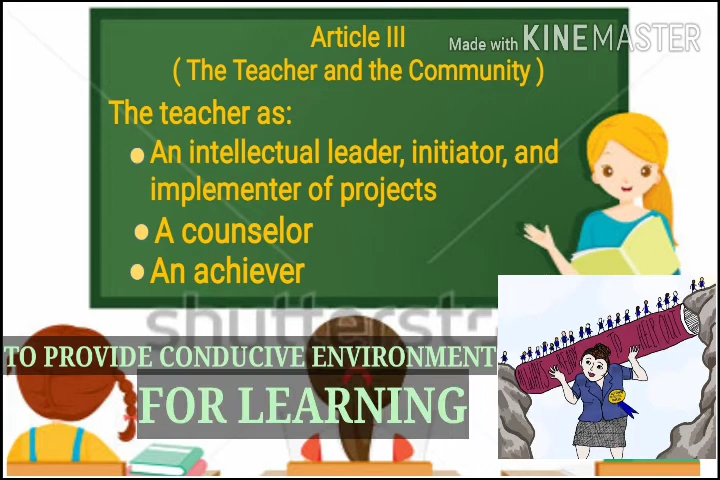 Article III
Made with KINEMASTER
( The Teacher and the Community )
The teacher as:
An intellectual leader, initiator, and
implementer of projects
A counselor
An achiever
shutterst
TO PROVIDE CONDUCIVE ENVIRONMENT
FOR LEARNING